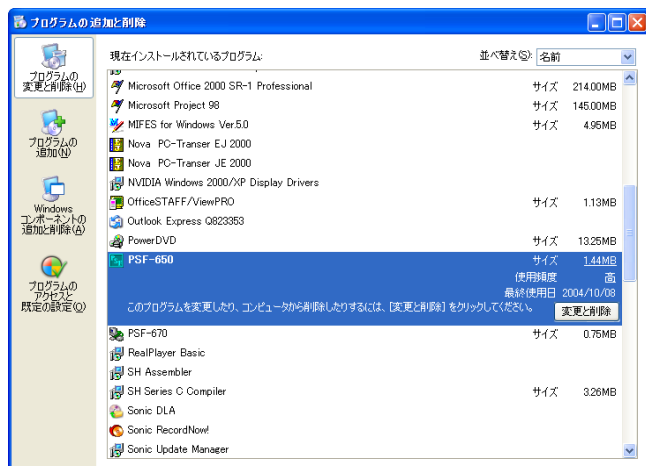 プログラムの追加と削除
プログラムの
変更と削除(H)
プログラムの
追加(N)
Windows
コンポーネントの
追加と削除(A)
プログラムの
アクセスと
既定の設定(O)
現在インストールされているプログラム:
並べ替え(S): 名前
Microsoft Office 2000 SR-1 Professional サイズ 214.00MB
Microsoft Project 98 サイズ 145.00MB
MIFES for Windows Ver.5.0 サイズ 4.95MB
Nova PC-Transer EJ 2000
Nova PC-Transer JE 2000
NVIDIA Windows 2000/XP Display Drivers
OfficeSTAFF/ViewPRO サイズ 1.13MB
Outlook Express Q823353
PowerDVD サイズ 13.25MB
PSF-650 サイズ 1.44MB
使用頻度 高
最終使用日 2004/10/08
このプログラムを変更したり、コンピュータから削除したりするには、[変更と削除] をクリックしてください。 変更と削除
PSF-670 サイズ 0.75MB
RealPlayer Basic
SH Assembler
SH Series C Compiler サイズ 3.26MB
Sonic DLA
Sonic RecordNow!
Sonic Update Manager